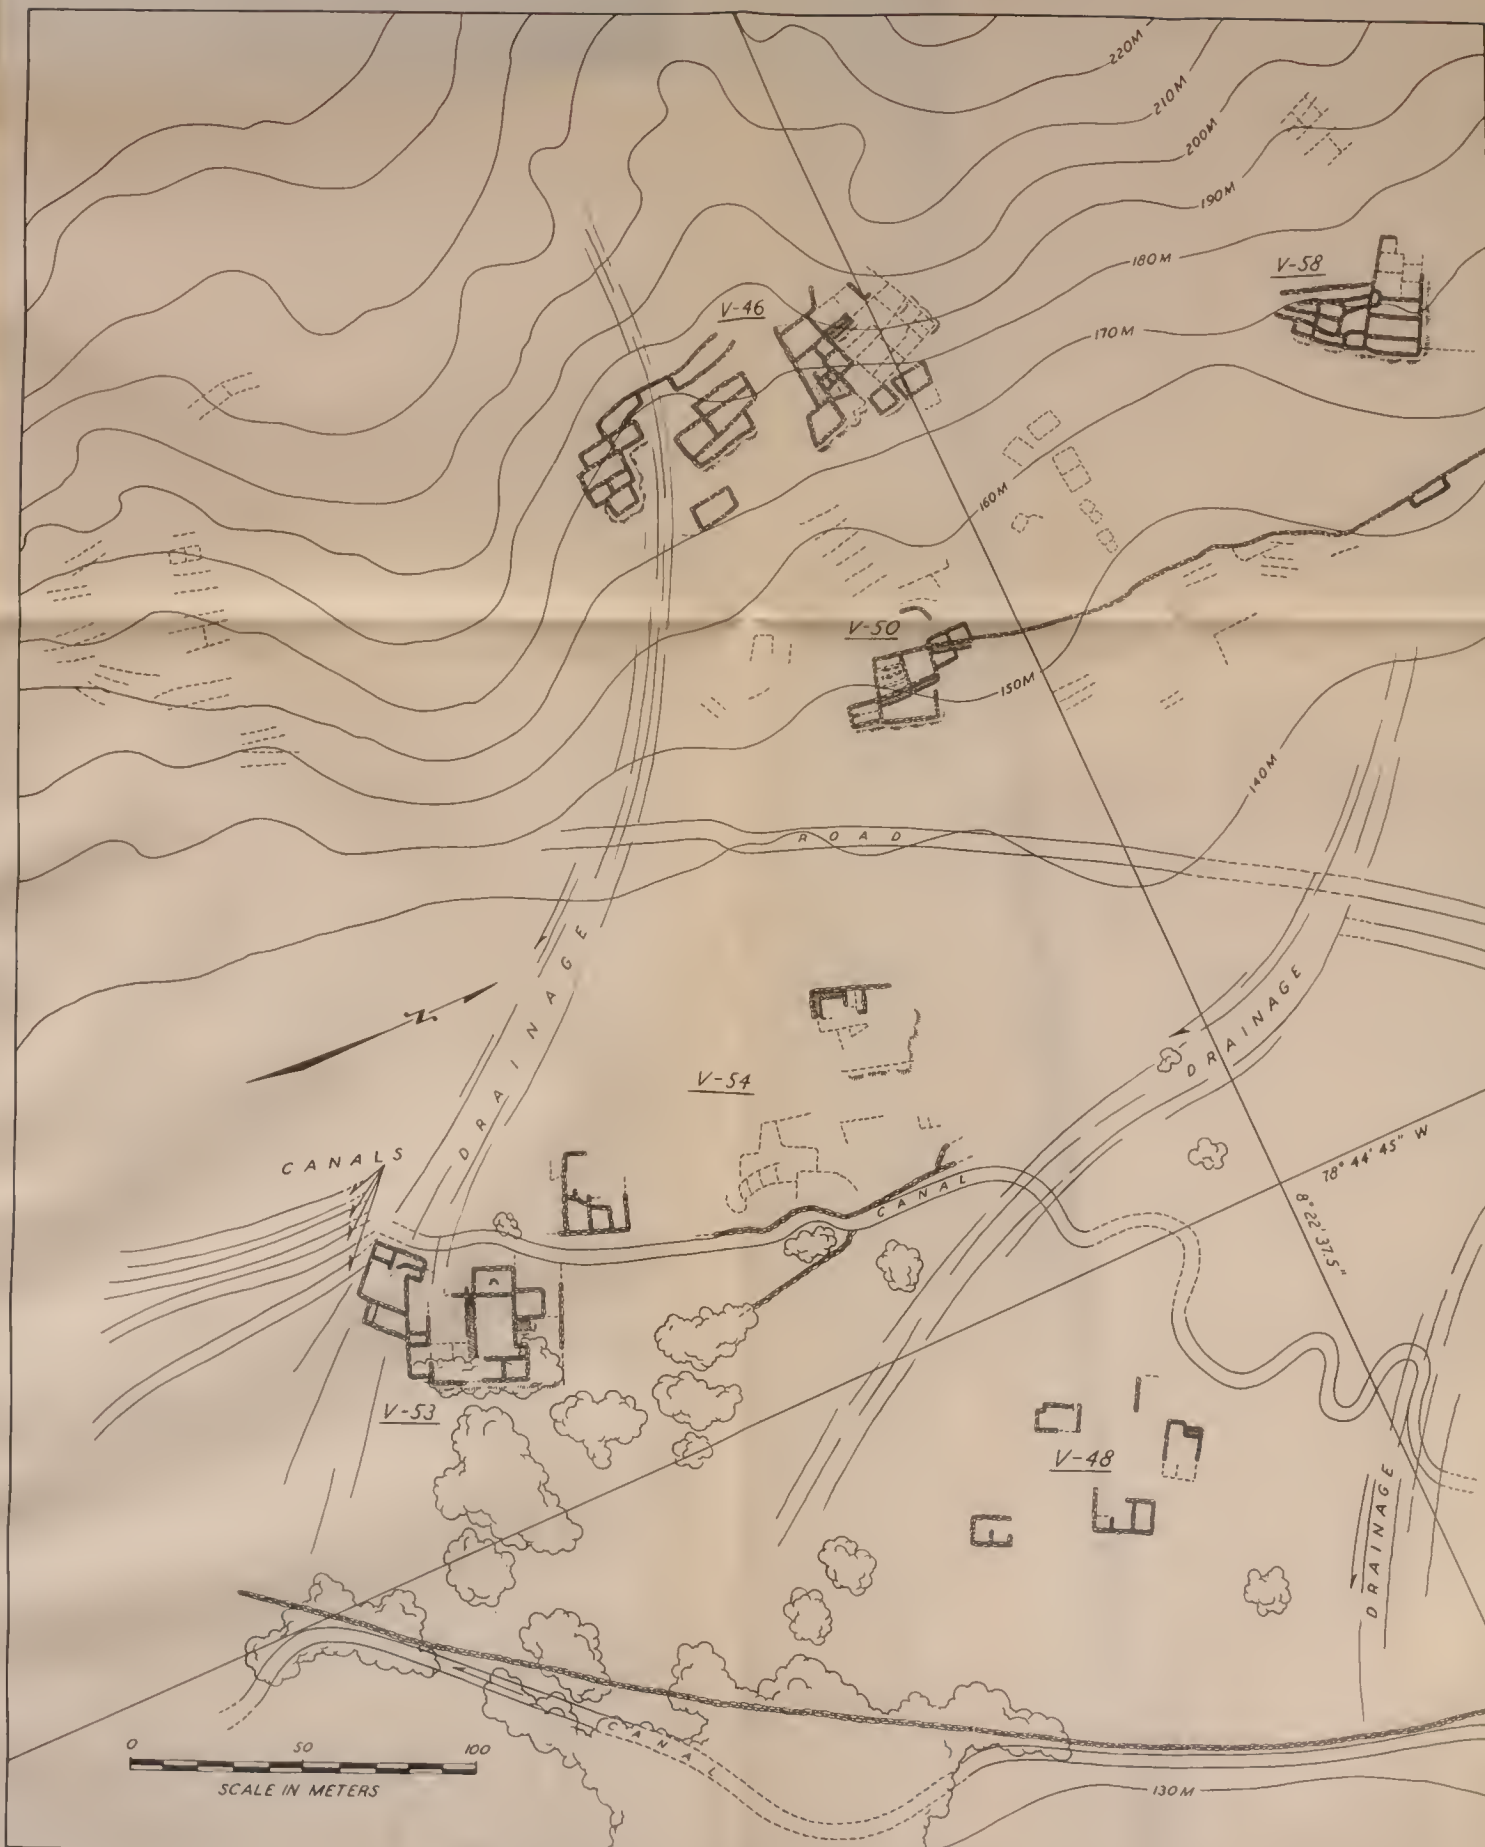 220M
210M
200M
190M
180M
V-58
V-46
170M
160M
V-50
150M
140M
ROAD
DRAINAGE
DRAINAGE
N
V-54
CANALS
CANAL
78° 44' 45" W
8° 22' 37.5"
V-53
V-48
DRAINAGE
CANAL
0 50 100
SCALE IN METERS
130M